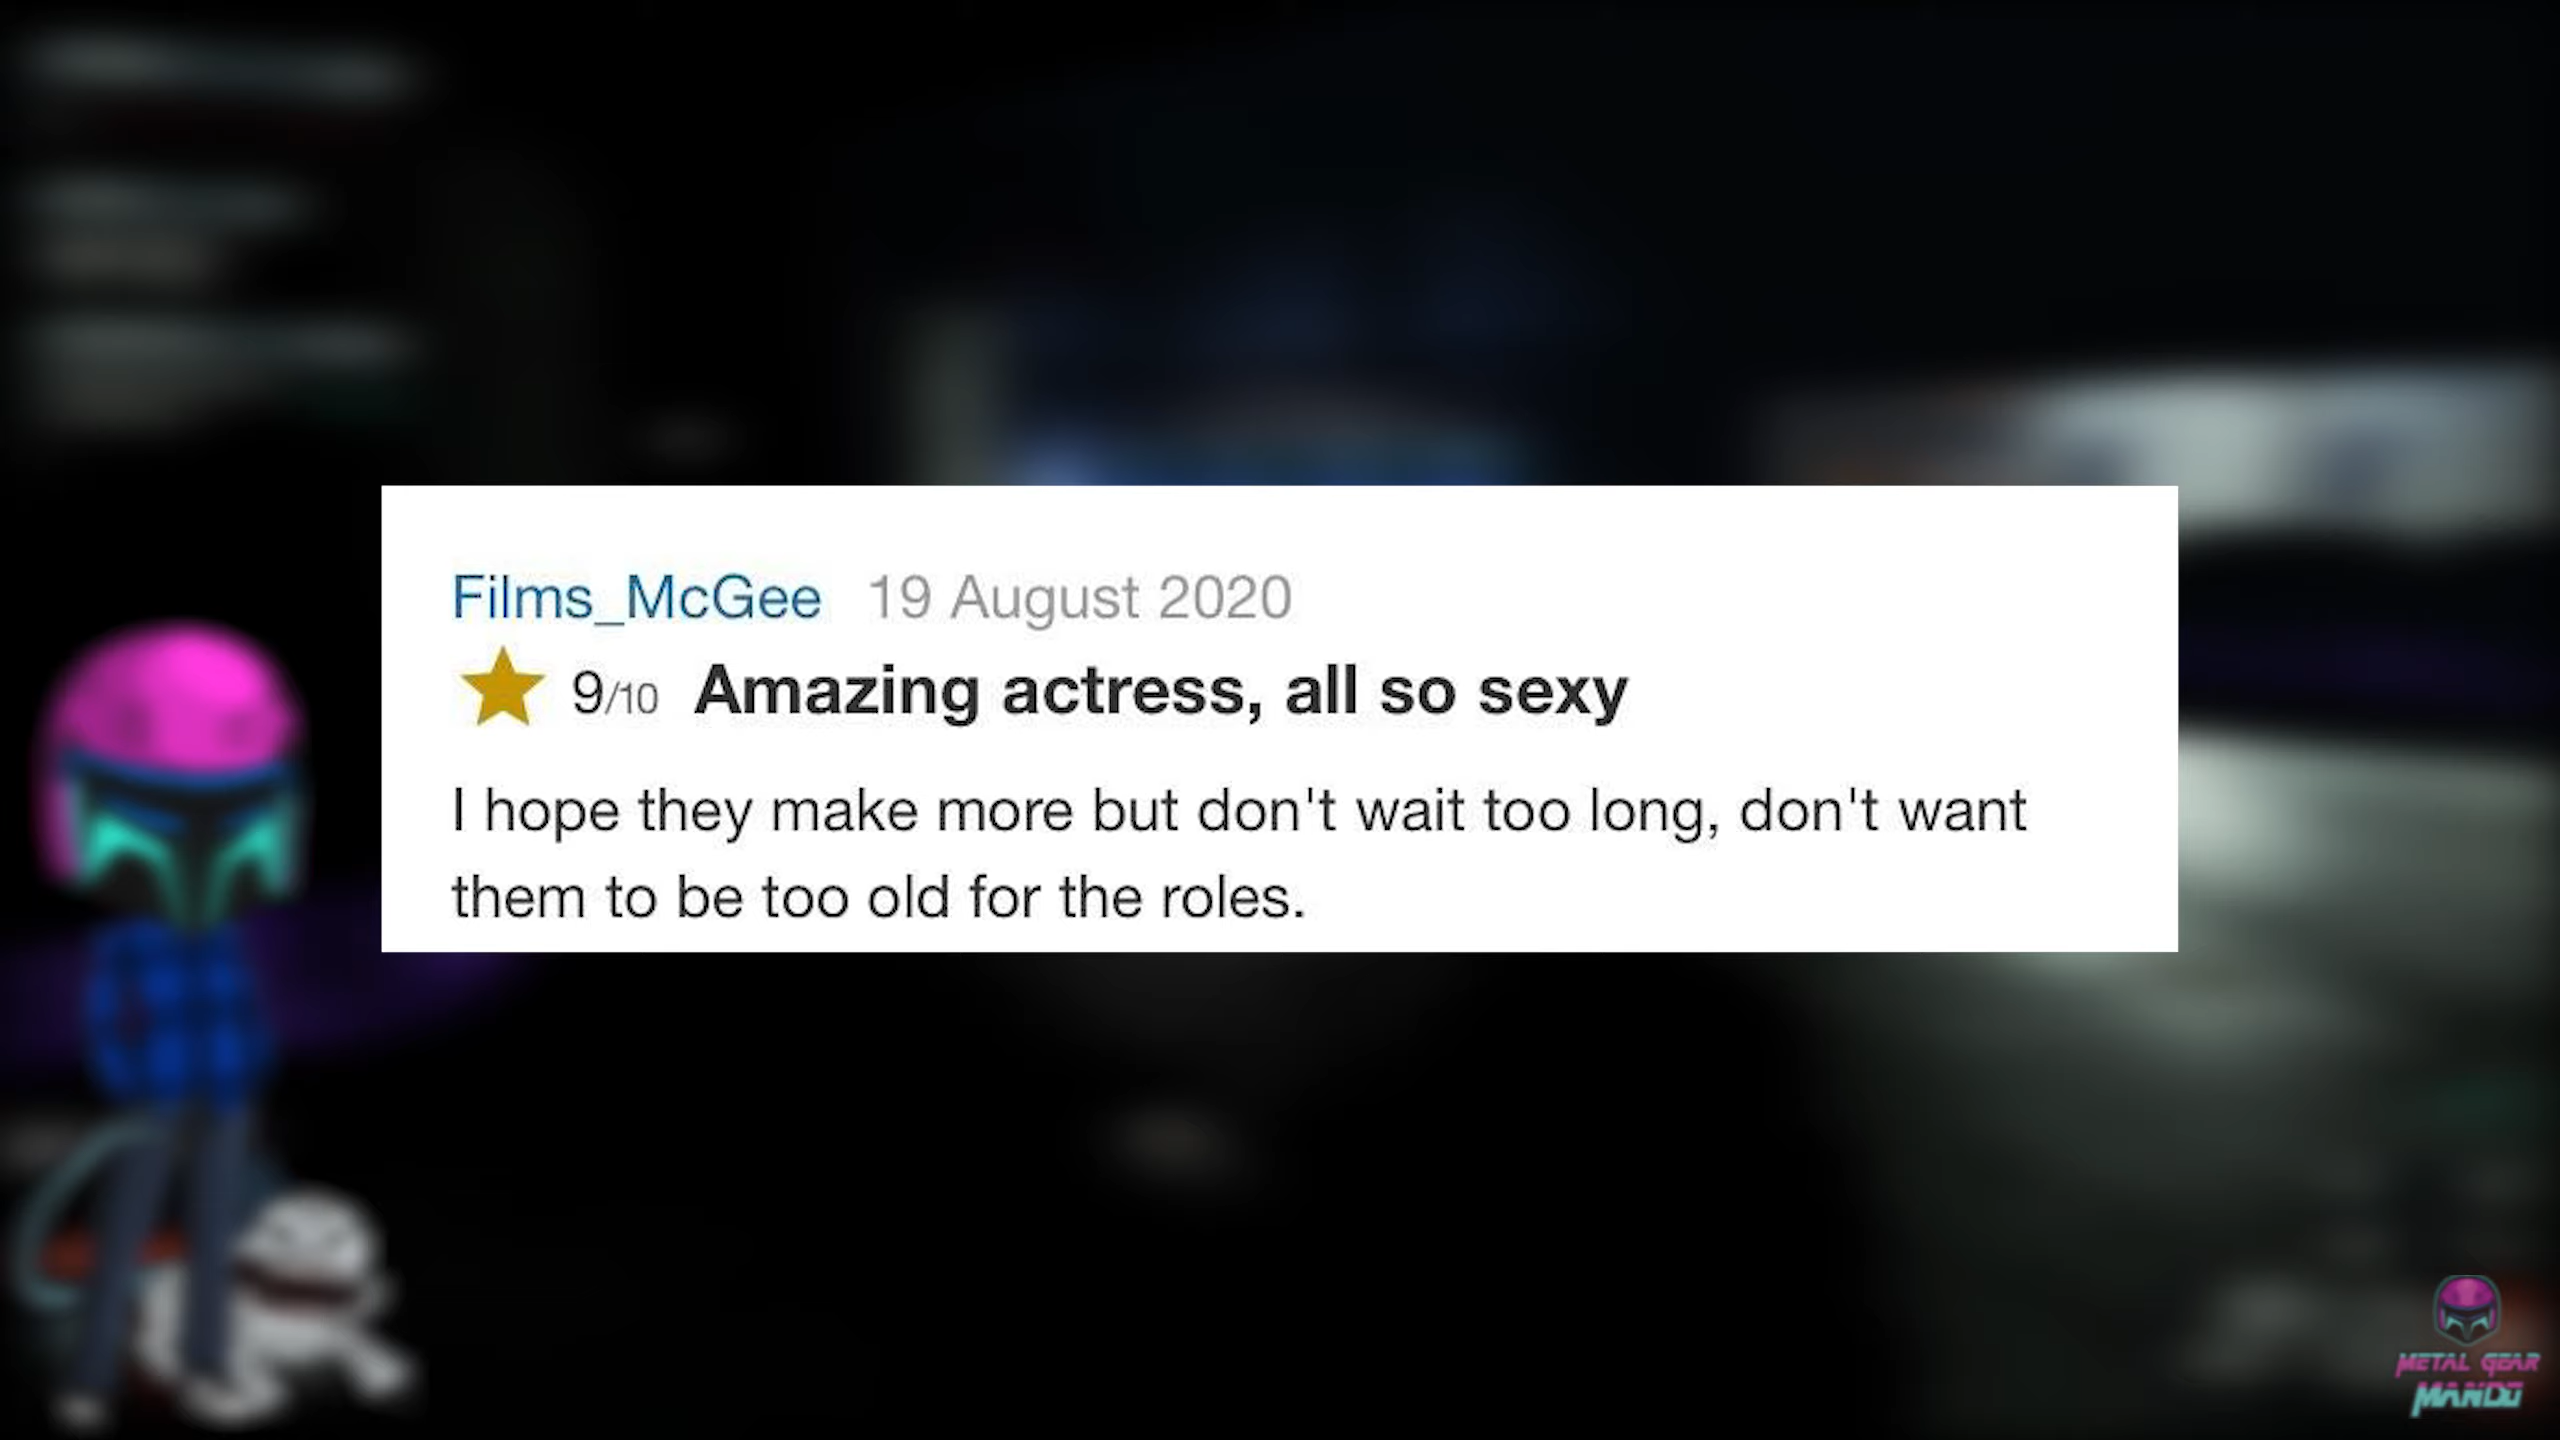 Films_McGee 19 August 2020
9/10 Amazing actress, all so sexy
I hope they make more but don't wait too long, don't want
them to be too old for the roles.
METAL GEAR
MANDO